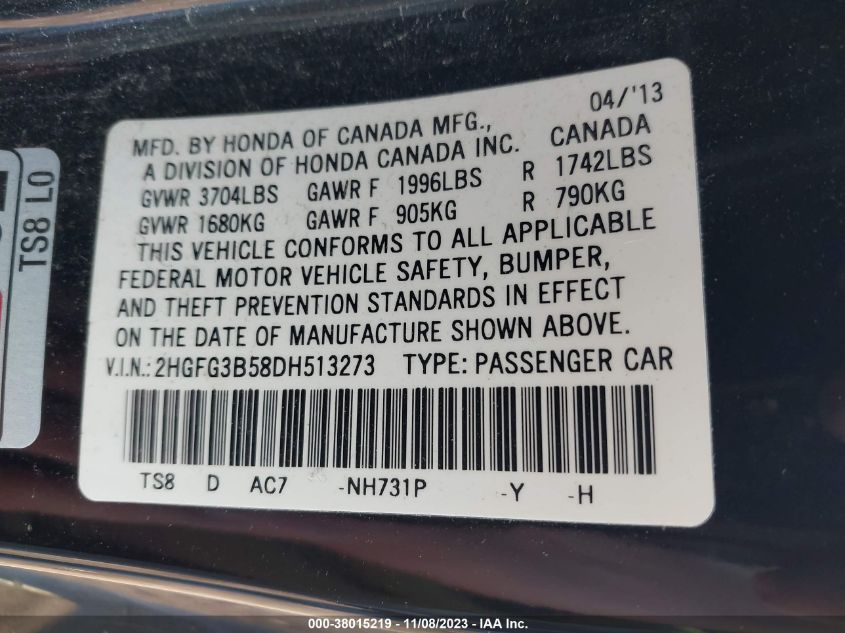 04/'13
MFD. BY HONDA OF CANADA MFG.,
A DIVISION OF HONDA CANADA INC. CANADA
GVWR 3704LBS GAWR F 1996LBS R 1742LBS
GVWR 1680KG GAWR F 905KG R 790KG
THIS VEHICLE CONFORMS TO ALL APPLICABLE
FEDERAL MOTOR VEHICLE SAFETY, BUMPER,
AND THEFT PREVENTION STANDARDS IN EFFECT
ON THE DATE OF MANUFACTURE SHOWN ABOVE.
V.I.N.: 2HGFG3B58DH513273 TYPE: PASSENGER CAR
TS8 D AC7 -NH731P -Y -H
TS8 L0
000-38015219 - 11/08/2023 - IAA Inc.